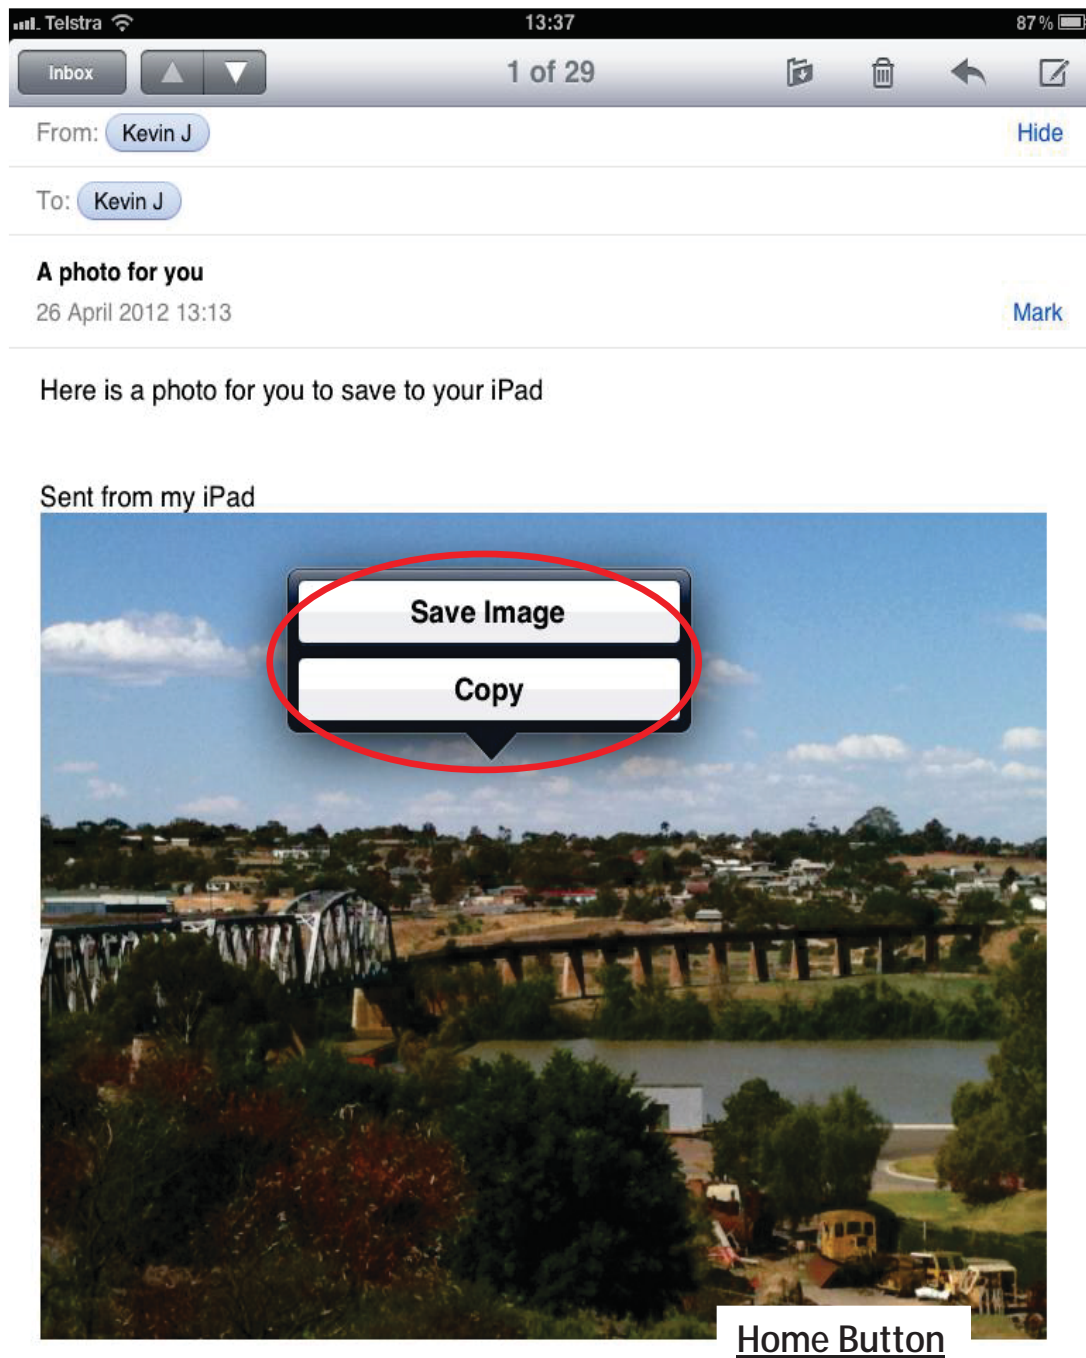 Telstra 13:37 87%
Inbox 1 of 29
From: Kevin J Hide
To: Kevin J
A photo for you
26 April 2012 13:13 Mark
Here is a photo for you to save to your iPad
Sent from my iPad
Save Image
Copy
Home Button